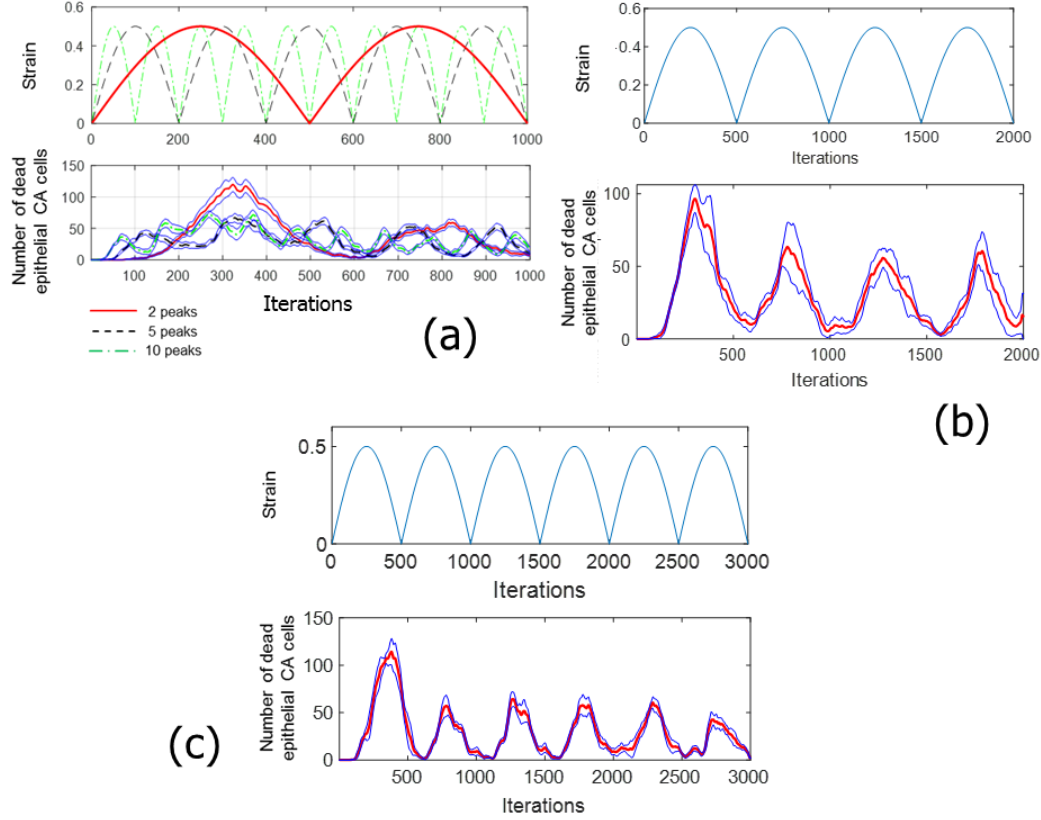 0.6
0.4
0.2
0
Strain
0 200 400 600 800 1000
150
100
50
0
Number of dead
epithelial CA cells
100 200 300 400 500 600 700 800 900 1000
Iterations
2 peaks
5 peaks
10 peaks
(a)
0.6
0.4
0.2
0
Strain
0 500 1000 1500 2000
Iterations
100
50
0
Number of dead
epithelial CA cells
500 1000 1500 2000
Iterations
(b)
0.5
0
Strain
0 500 1000 1500 2000 2500 3000
Iterations
150
100
50
0
Number of dead
epithelial CA cells
500 1000 1500 2000 2500 3000
Iterations
(c)